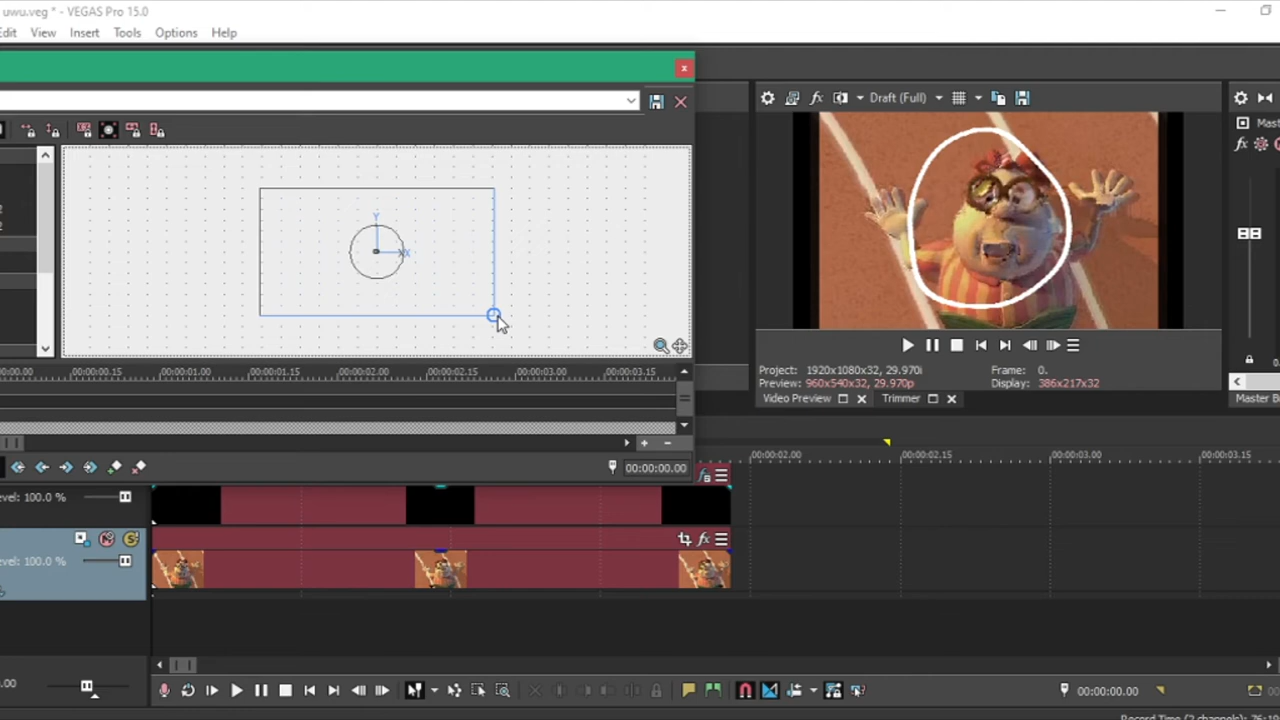 uwu.veg * - VEGAS Pro 15.0
Edit View Insert Tools Options Help
Draft (Full)
Y
X
00:00:00.15 00:00:01.00 00:00:01.15 00:00:02.00 00:00:02.15 00:00:03.00 00:00:03.15
Project: 1920x1080x32, 29.970i
Frame: 0.
Preview: 960x540x32, 29.970p
Display: 386x217x32
Video Preview
Trimmer
00:00:00.00
00:00:02.00 00:00:02.15 00:00:03.00 00:00:03.15
evel: 100.0 %
evel: 100.0 %
00:00:00.00